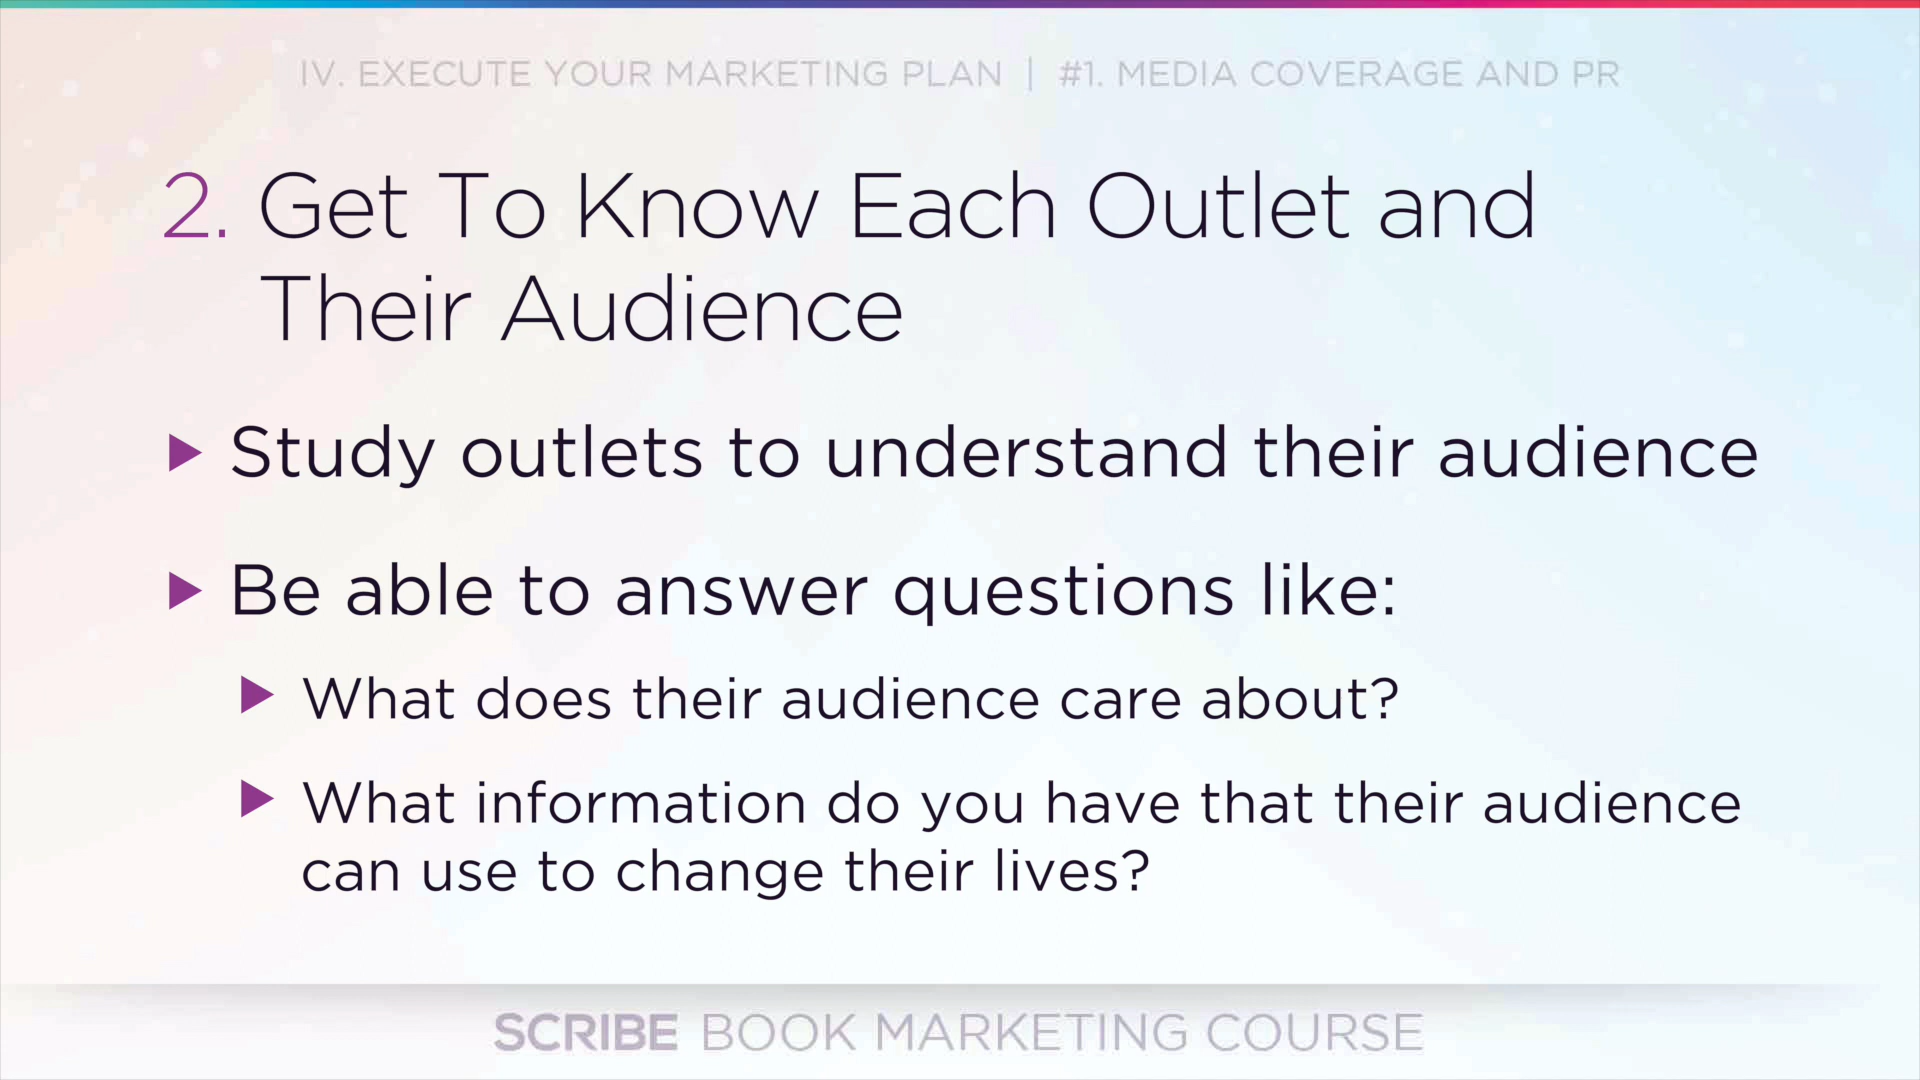 IV. EXECUTE YOUR MARKETING PLAN | #1. MEDIA COVERAGE AND PR
2. Get To Know Each Outlet and
Their Audience
▶ Study outlets to understand their audience
▶ Be able to answer questions like:
▶ What does their audience care about?
▶ What information do you have that their audience
can use to change their lives?
SCRIBE BOOK MARKETING COURSE